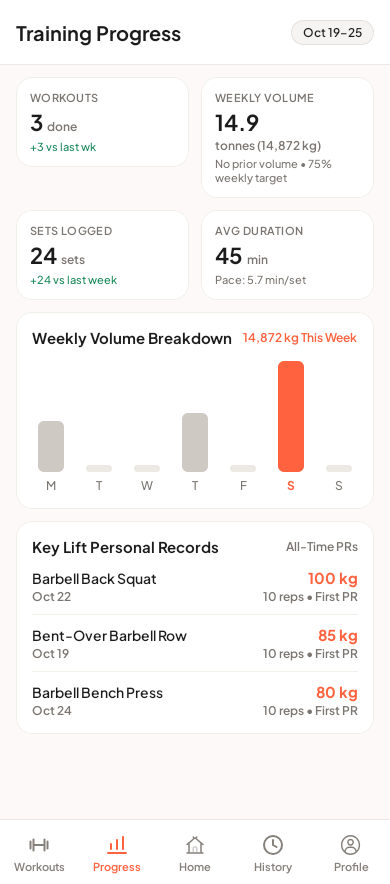 Training Progress
Oct 19–25
WORKOUTS
3 done
+3 vs last wk
WEEKLY VOLUME
14.9
tonnes (14,872 kg)
No prior volume • 75%
weekly target
SETS LOGGED
24 sets
+24 vs last week
AVG DURATION
45 min
Pace: 5.7 min/set
Weekly Volume Breakdown
14,872 kg This Week
M T W T F S S
Key Lift Personal Records
All-Time PRs
Barbell Back Squat
100 kg
Oct 22
10 reps • First PR
Bent-Over Barbell Row
85 kg
Oct 19
10 reps • First PR
Barbell Bench Press
80 kg
Oct 24
10 reps • First PR
Workouts
Progress
Home
History
Profile